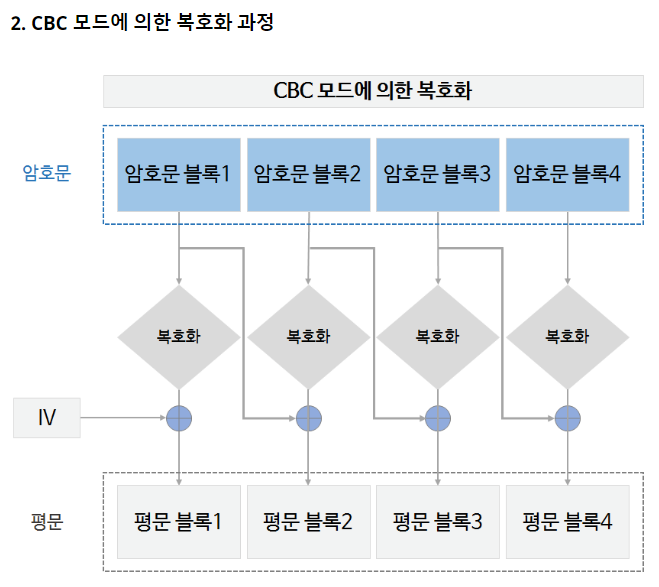 2. CBC 모드에 의한 복호화 과정
CBC 모드에 의한 복호화
암호문
암호문 블록1
암호문 블록2
암호문 블록3
암호문 블록4
복호화
복호화
복호화
복호화
IV
평문
평문 블록1
평문 블록2
평문 블록3
평문 블록4